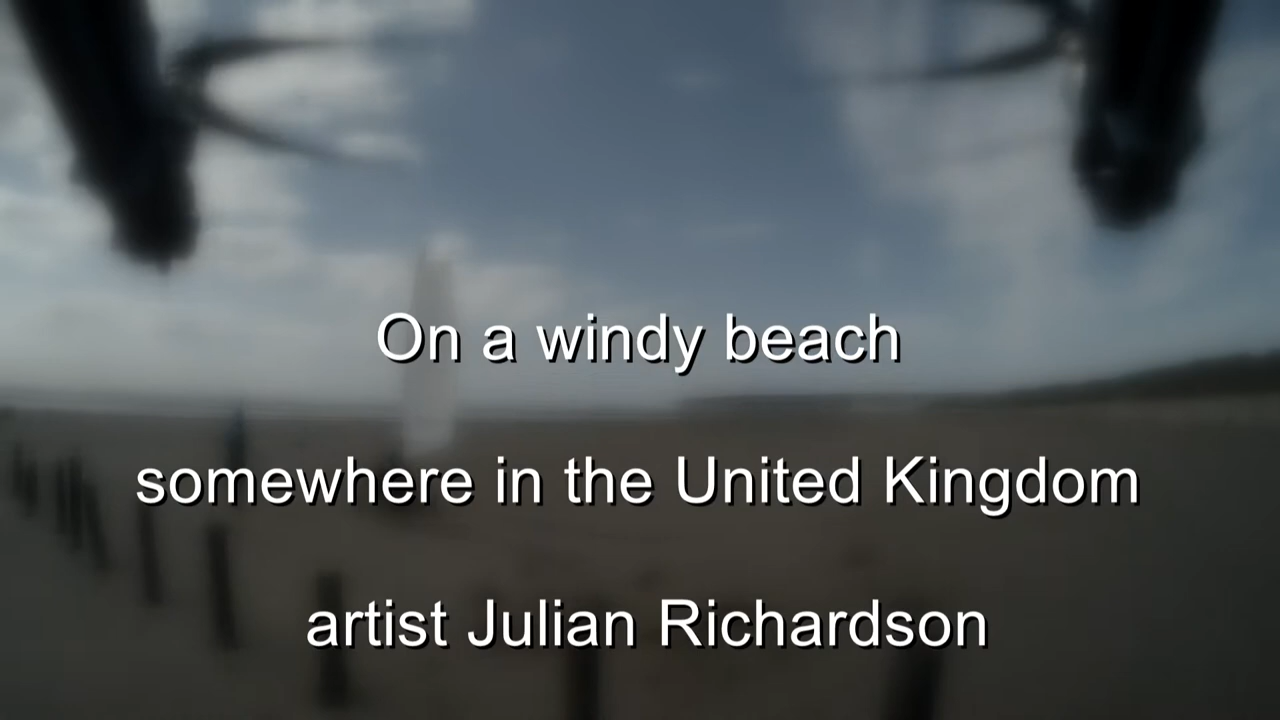 On a windy beach
somewhere in the United Kingdom
artist Julian Richardson